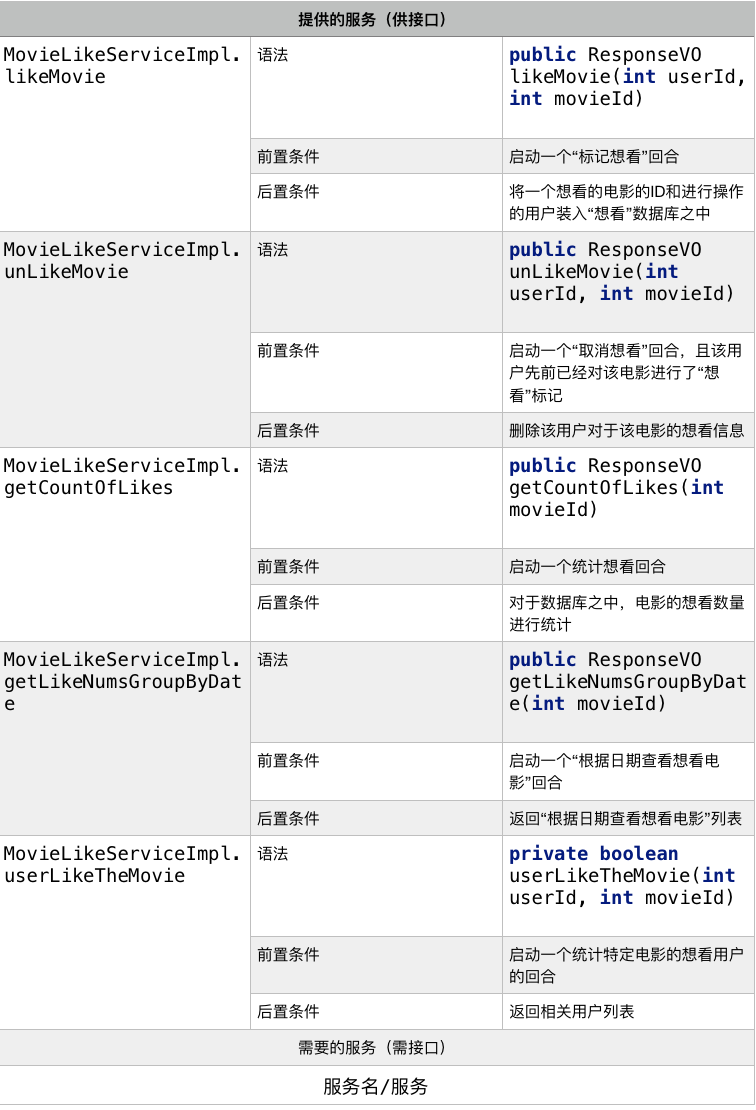 提供的服务（供接口）
MovieLikeServiceImpl.
likeMovie
语法
public ResponseVO
likeMovie(int userId,
int movieId)
前置条件
启动一个“标记想看”回合
后置条件
将一个想看的电影的ID和进行操作
的用户装入“想看”数据库之中
MovieLikeServiceImpl.
unLikeMovie
语法
public ResponseVO
unLikeMovie(int
userId, int movieId)
前置条件
启动一个“取消想看”回合，且该用
户先前已经对该电影进行了“想
看”标记
后置条件
删除该用户对于该电影的想看信息
MovieLikeServiceImpl.
getCountOfLikes
语法
public ResponseVO
getCountOfLikes(int
movieId)
前置条件
启动一个统计想看回合
后置条件
对于数据库之中，电影的想看数量
进行统计
MovieLikeServiceImpl.
getLikeNumsGroupByDat
e
语法
public ResponseVO
getLikeNumsGroupByDat
e(int movieId)
前置条件
启动一个“根据日期查看想看电
影”回合
后置条件
返回“根据日期查看想看电影”列表
MovieLikeServiceImpl.
userLikeTheMovie
语法
private boolean
userLikeTheMovie(int
userId, int movieId)
前置条件
启动一个统计特定电影的想看用户
的回合
后置条件
返回相关用户列表
需要的服务（需接口）
服务名/服务